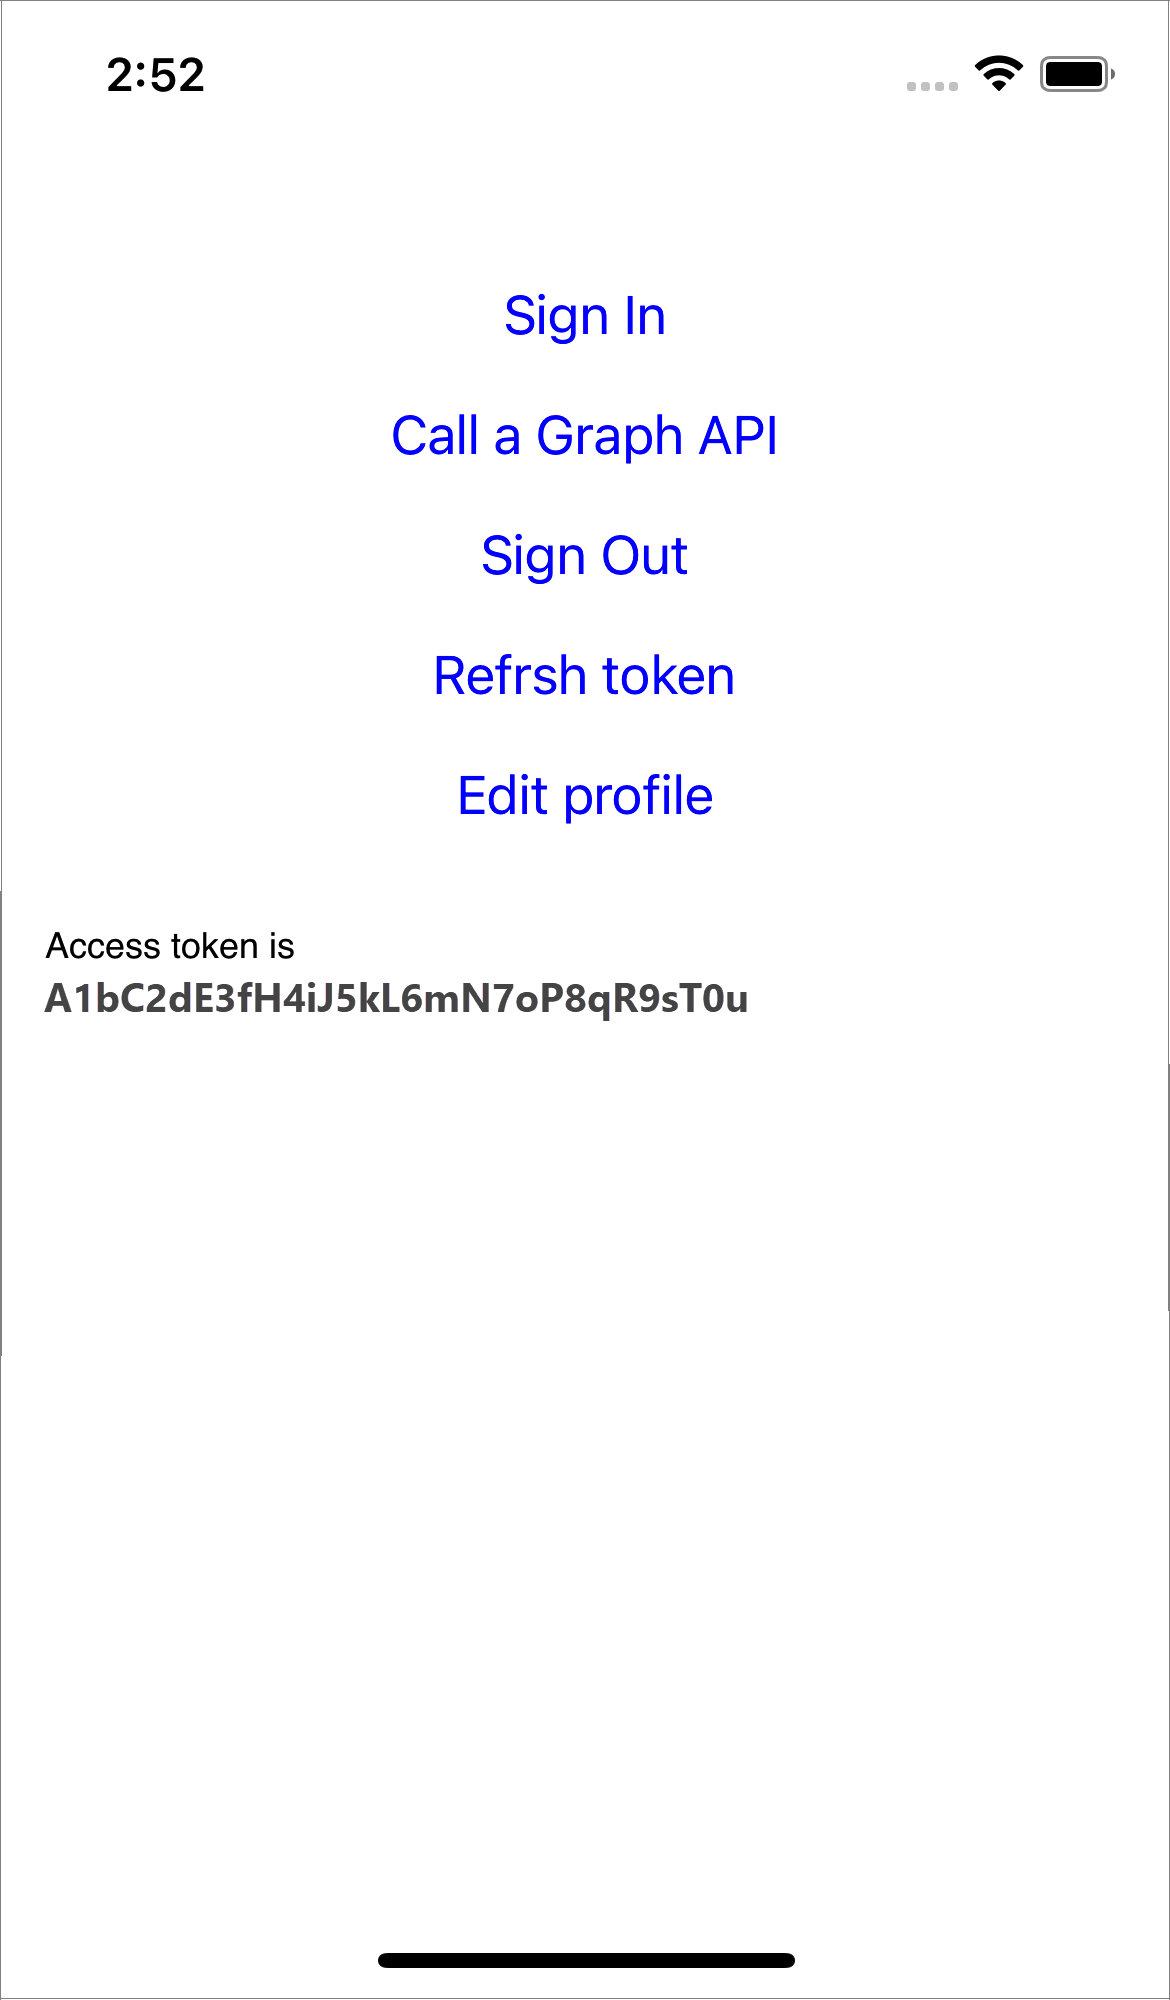 2:52
Sign In
Call a Graph API
Sign Out
Refrsh token
Edit profile
Access token is
A1bC2dE3fH4iJ5kL6mN7oP8qR9sT0u